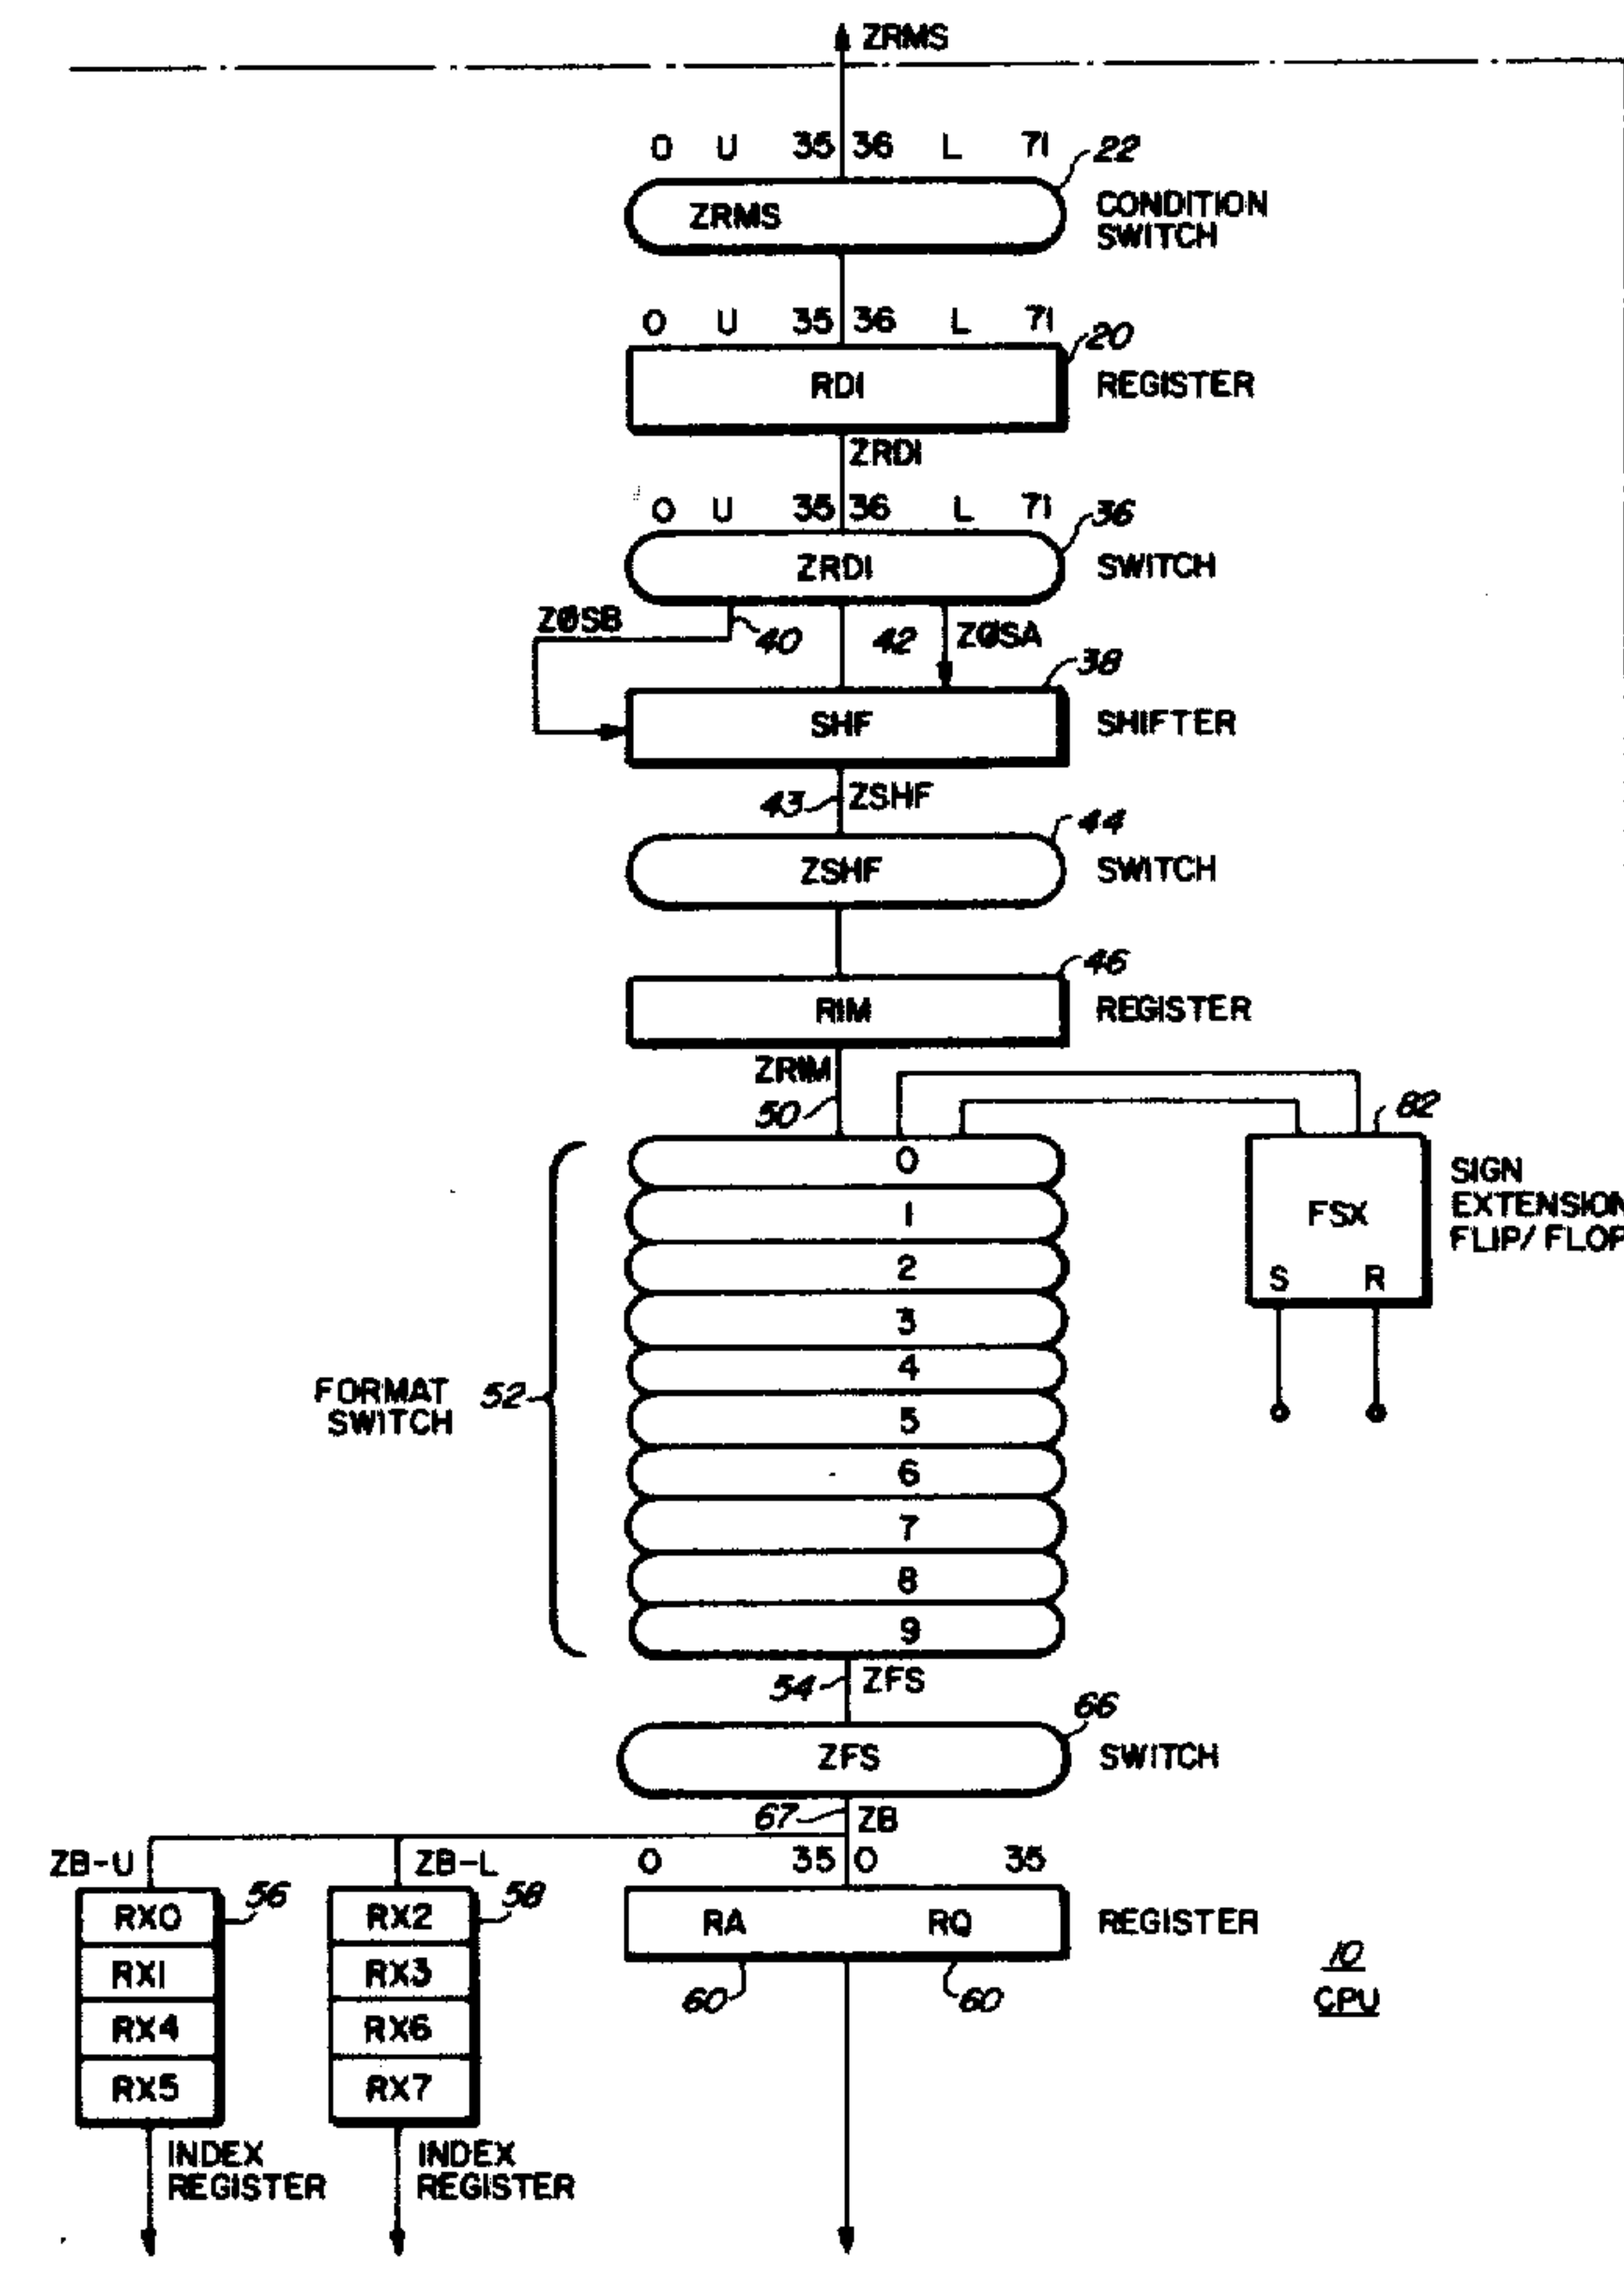 ZRMS
0 U 35 36 L 71
22
ZRMS
CONDITION
SWITCH
0 U 35 36 L 71
20
RDI
REGISTER
ZRDI
0 U 35 36 L 71
36
ZRDI
SWITCH
ZØSB
40
42
ZØSA
38
SHF
SHIFTER
43
ZSHF
44
ZSHF
SWITCH
46
RIM
REGISTER
ZRIM
50
82
0
1
2
3
4
5
6
7
8
9
FSX
S R
SIGN
EXTENSION
FLIP/FLOP
FORMAT
SWITCH
52
54
ZFS
66
ZFS
SWITCH
67
ZB
ZB-U
ZB-L
0 35 0 35
RX0
RX1
RX4
RX5
56
RX2
RX3
RX6
RX7
58
RA RQ
REGISTER
60
60
10
CPU
INDEX
REGISTER
INDEX
REGISTER